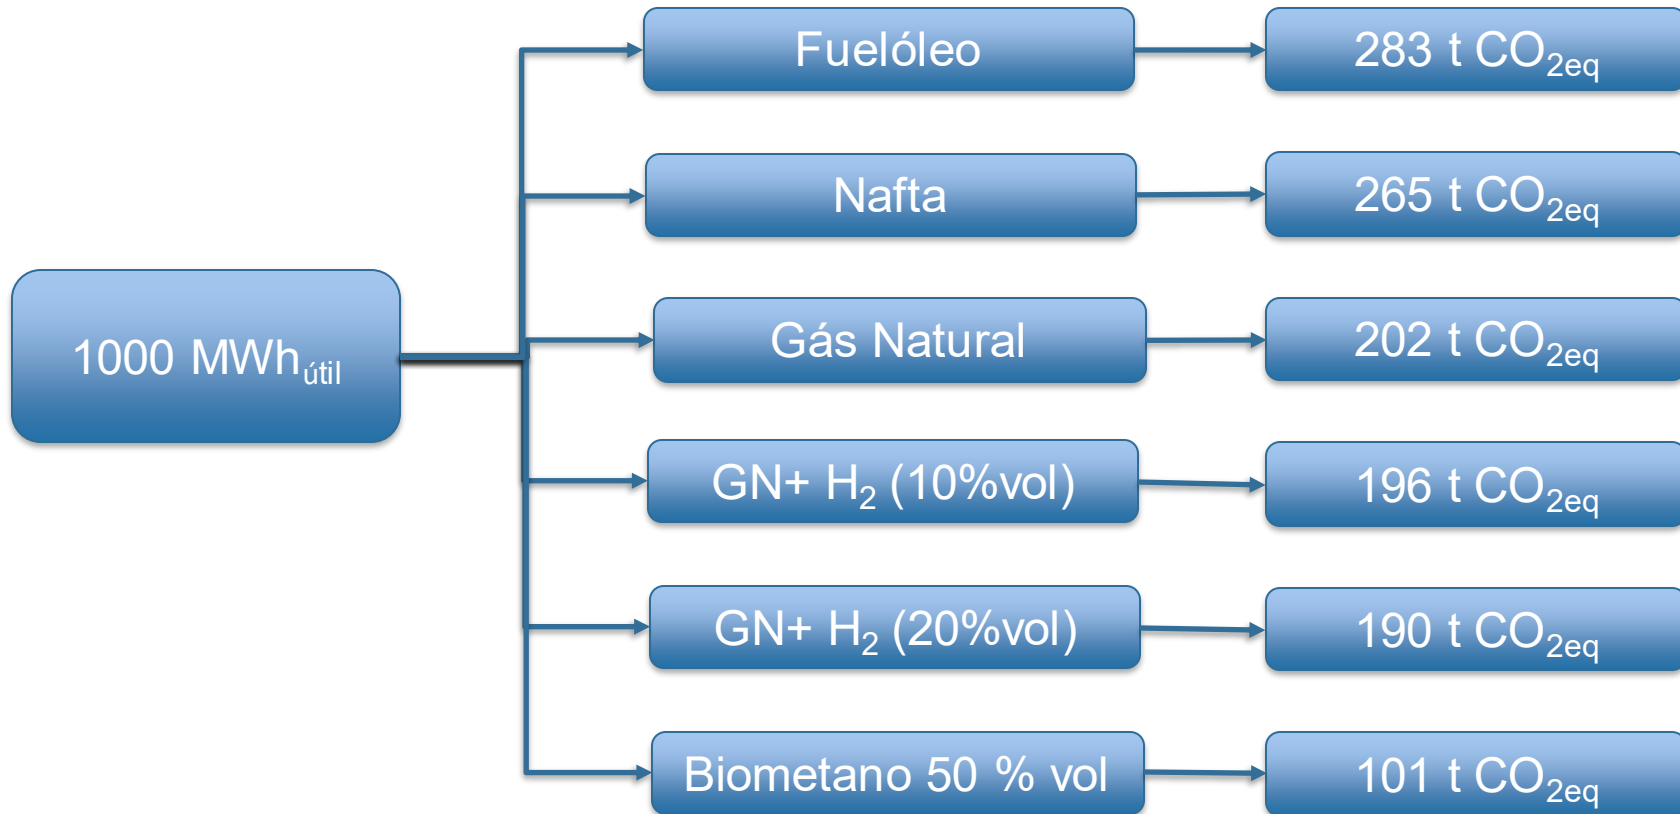 Fuelóleo
283 t CO2eq
Nafta
265 t CO2eq
1000 MWhútil
Gás Natural
202 t CO2eq
GN+ H2 (10%vol)
196 t CO2eq
GN+ H2 (20%vol)
190 t CO2eq
Biometano 50 % vol
101 t CO2eq